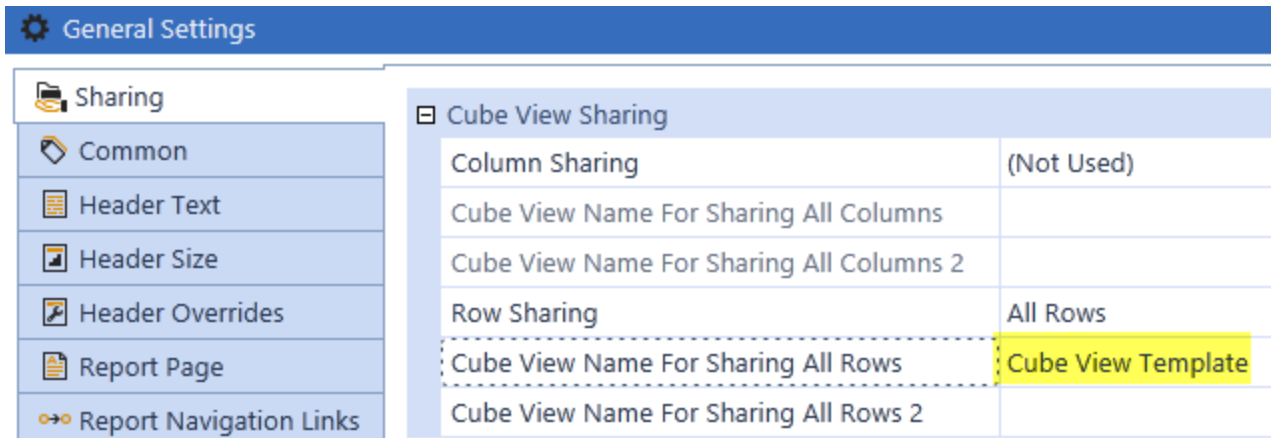 General Settings
Sharing
Common
Header Text
Header Size
Header Overrides
Report Page
Report Navigation Links
Cube View Sharing
Column Sharing (Not Used)
Cube View Name For Sharing All Columns
Cube View Name For Sharing All Columns 2
Row Sharing All Rows
Cube View Name For Sharing All Rows Cube View Template
Cube View Name For Sharing All Rows 2